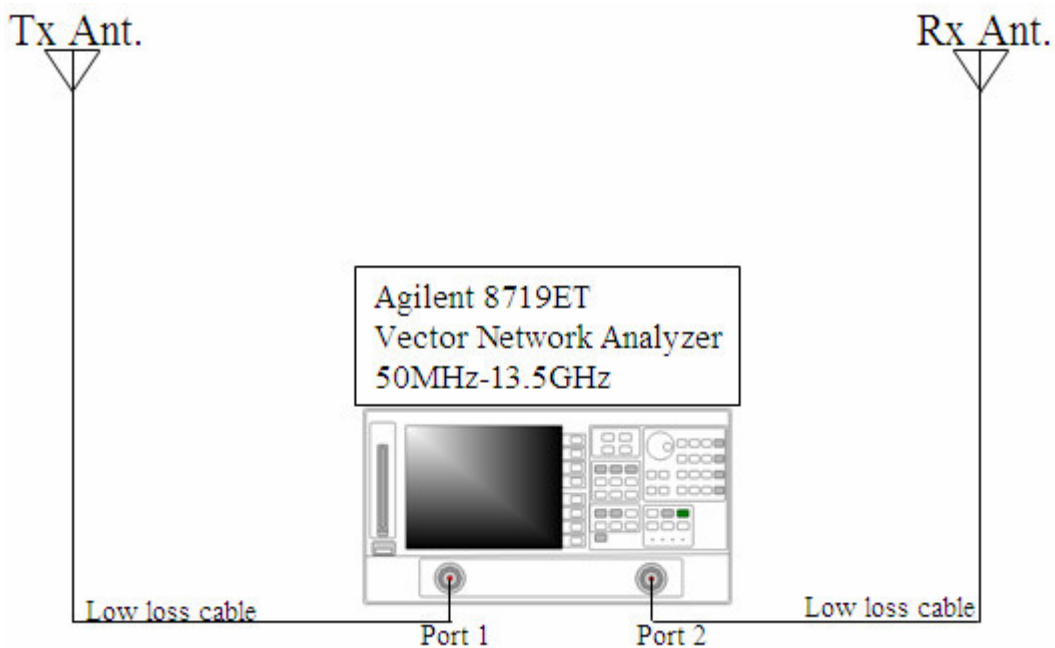 Tx Ant.
Rx Ant.
Agilent 8719ET
Vector Network Analyzer
50MHz-13.5GHz
Low loss cable
Low loss cable
Port 1
Port 2